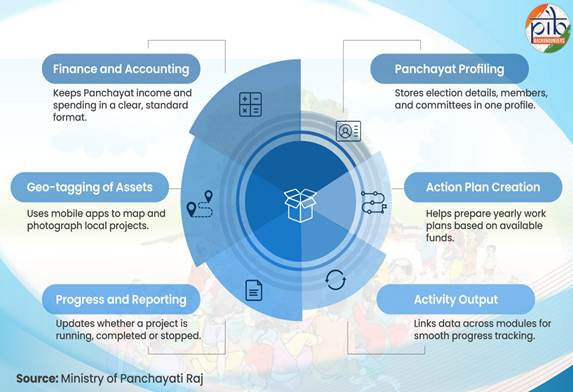 pib
BACKGROUNDERS
Finance and Accounting
Keeps Panchayat income and
spending in a clear, standard
format.
Panchayat Profiling
Stores election details, members,
and committees in one profile.
Geo-tagging of Assets
Uses mobile apps to map and
photograph local projects.
Action Plan Creation
Helps prepare yearly work
plans based on available
funds.
Progress and Reporting
Updates whether a project is
running, completed or stopped.
Activity Output
Links data across modules for
smooth progress tracking.
Source: Ministry of Panchayati Raj